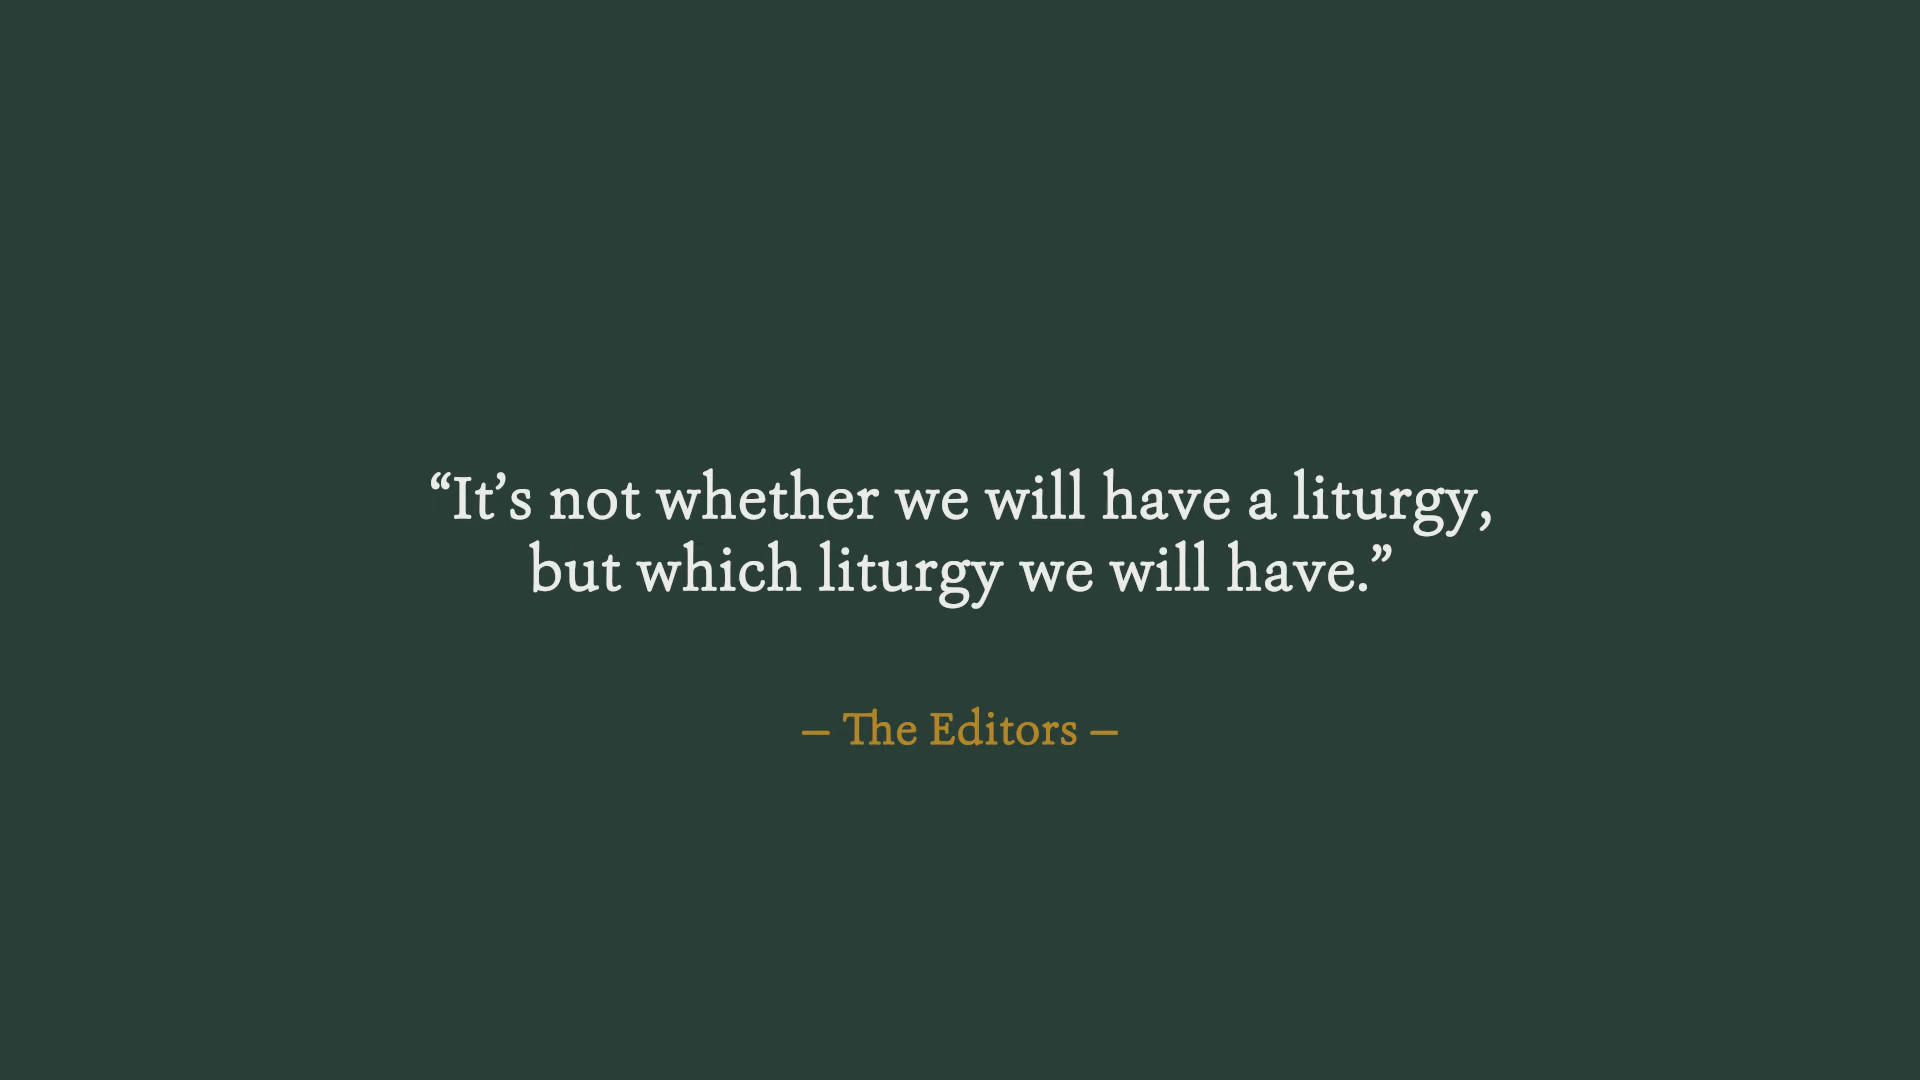 “It’s not whether we will have a liturgy,
but which liturgy we will have.”
– The Editors –